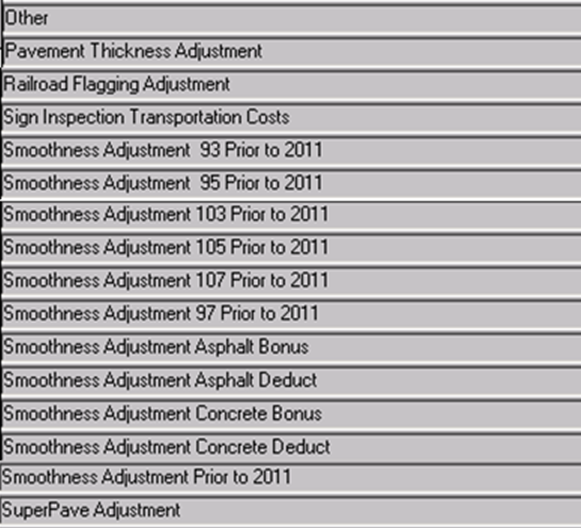 Other
Pavement Thickness Adjustment
Railroad Flagging Adjustment
Sign Inspection Transportation Costs
Smoothness Adjustment  93 Prior to 2011
Smoothness Adjustment  95 Prior to 2011
Smoothness Adjustment 103 Prior to 2011
Smoothness Adjustment 105 Prior to 2011
Smoothness Adjustment 107 Prior to 2011
Smoothness Adjustment 97 Prior to 2011
Smoothness Adjustment Asphalt Bonus
Smoothness Adjustment Asphalt Deduct
Smoothness Adjustment Concrete Bonus
Smoothness Adjustment Concrete Deduct
Smoothness Adjustment Prior to 2011
SuperPave Adjustment